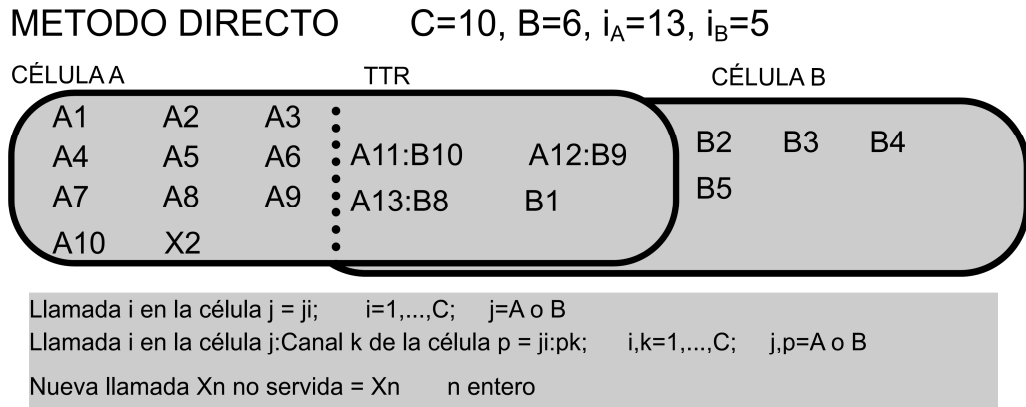 METODO DIRECTO C=10, B=6, iA=13, iB=5
CÉLULA A TTR CÉLULA B
A1 A2 A3
A4 A5 A6 A11:B10 A12:B9 B2 B3 B4
A7 A8 A9 A13:B8 B1 B5
A10 X2
Llamada i en la célula j = ji; i=1,...,C; j=A o B
Llamada i en la célula j:Canal k de la célula p = ji:pk; i,k=1,...,C; j,p=A o B
Nueva llamada Xn no servida = Xn n entero